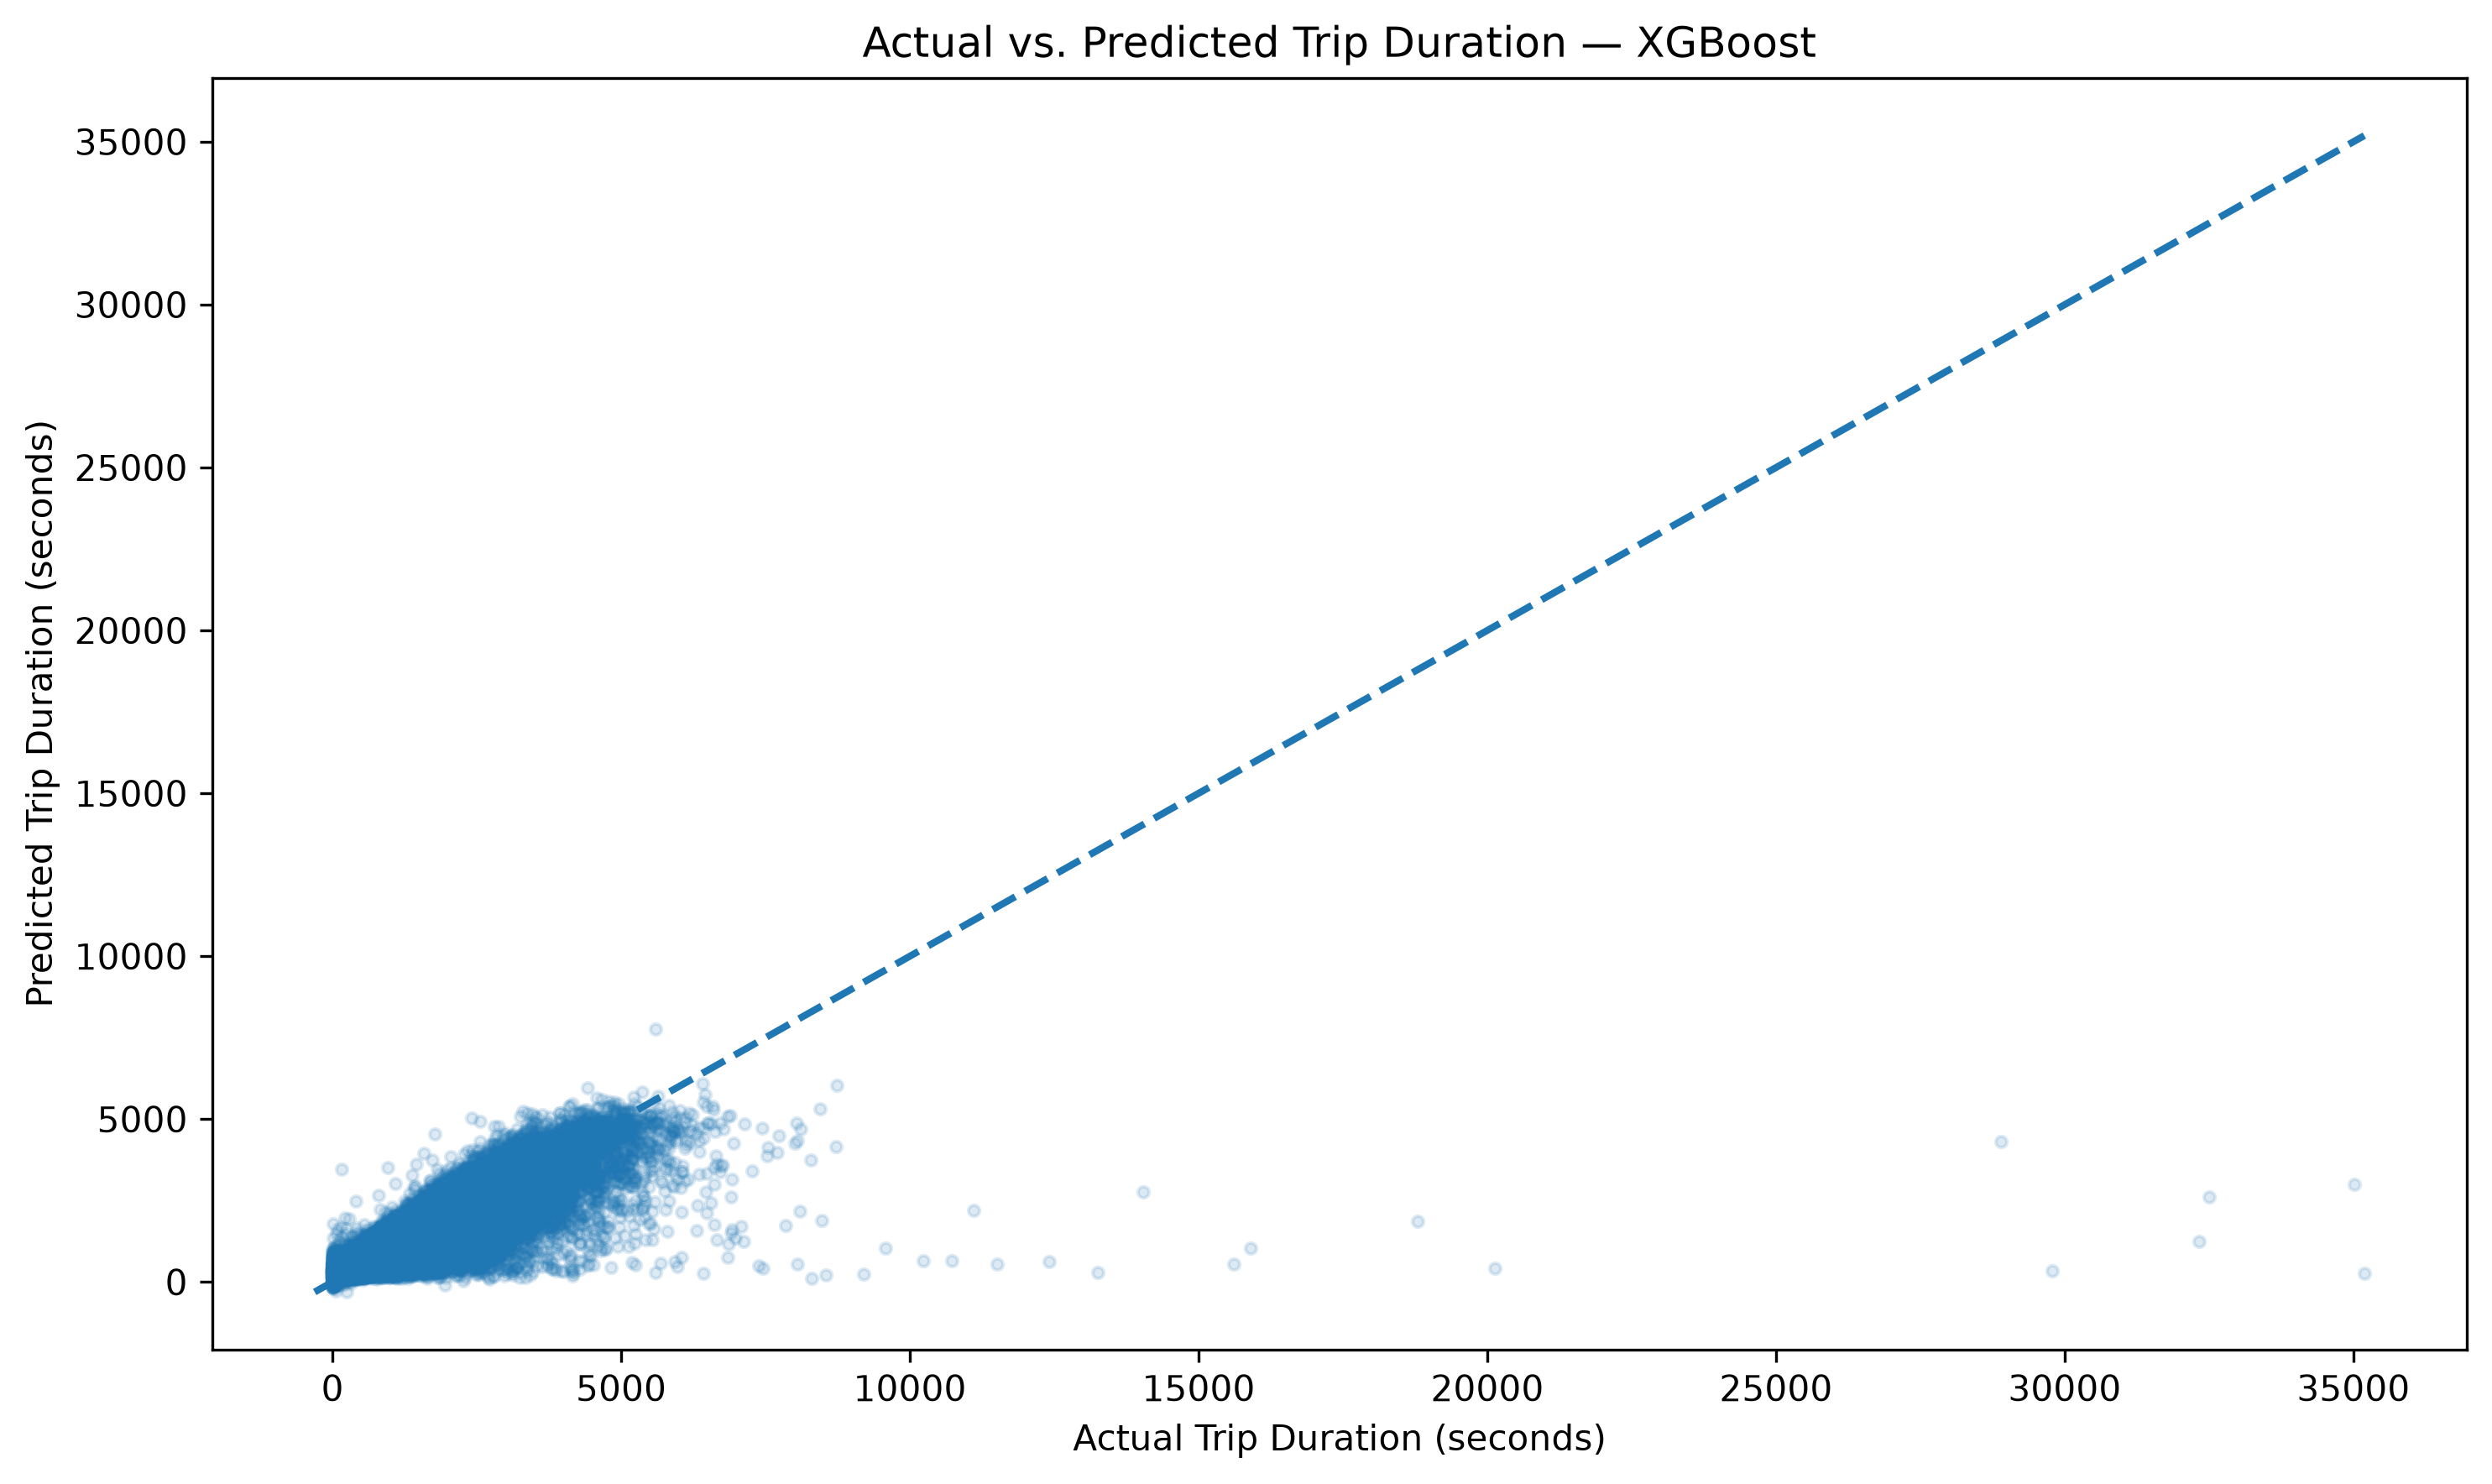 Actual vs. Predicted Trip Duration — XGBoost
Predicted Trip Duration (seconds)
35000
30000
25000
20000
15000
10000
5000
0
0 5000 10000 15000 20000 25000 30000 35000
Actual Trip Duration (seconds)